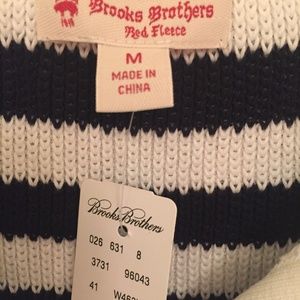 Brooks Brothers
Red Fleece
M
MADE IN
CHINA
Brooks Brothers
026 631 8
3731 96043
41